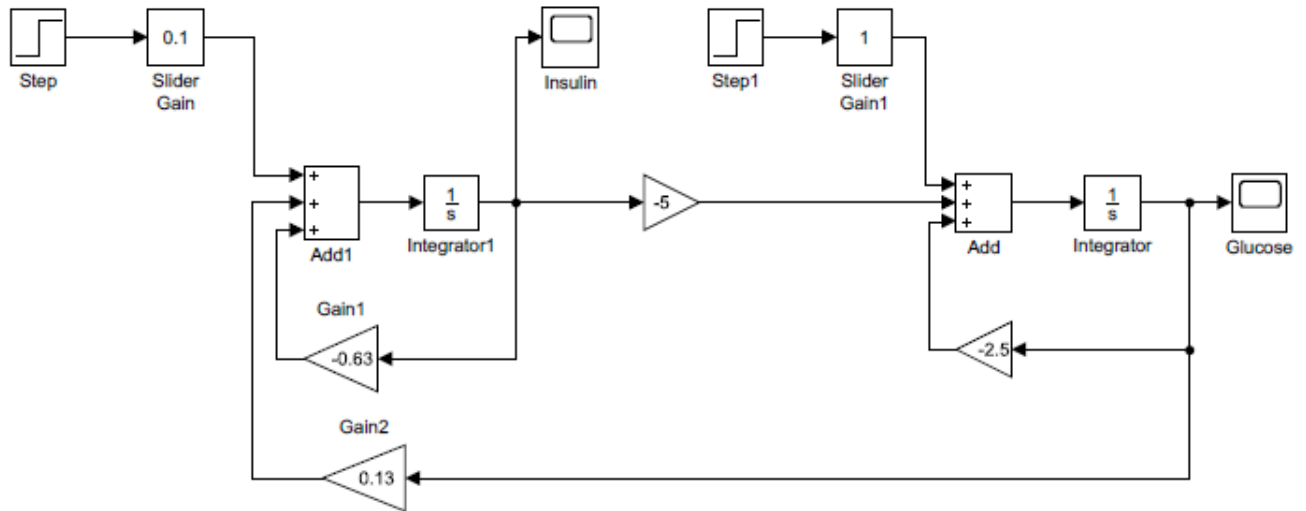 0.1
1
Step
Slider
Gain
Insulin
Step1
Slider
Gain1
+
+
+
1
s
-5
+
+
+
1
s
Add1
Integrator1
Add
Integrator
Glucose
Gain1
-0.63
-2.5
Gain2
0.13